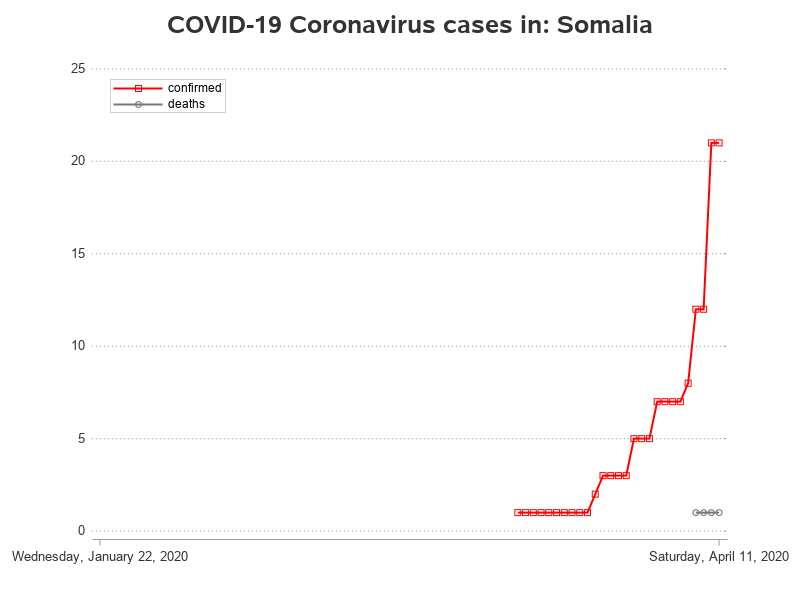 COVID-19 Coronavirus cases in: Somalia
25
confirmed
deaths
20
15
10
5
0
Wednesday, January 22, 2020
Saturday, April 11, 2020